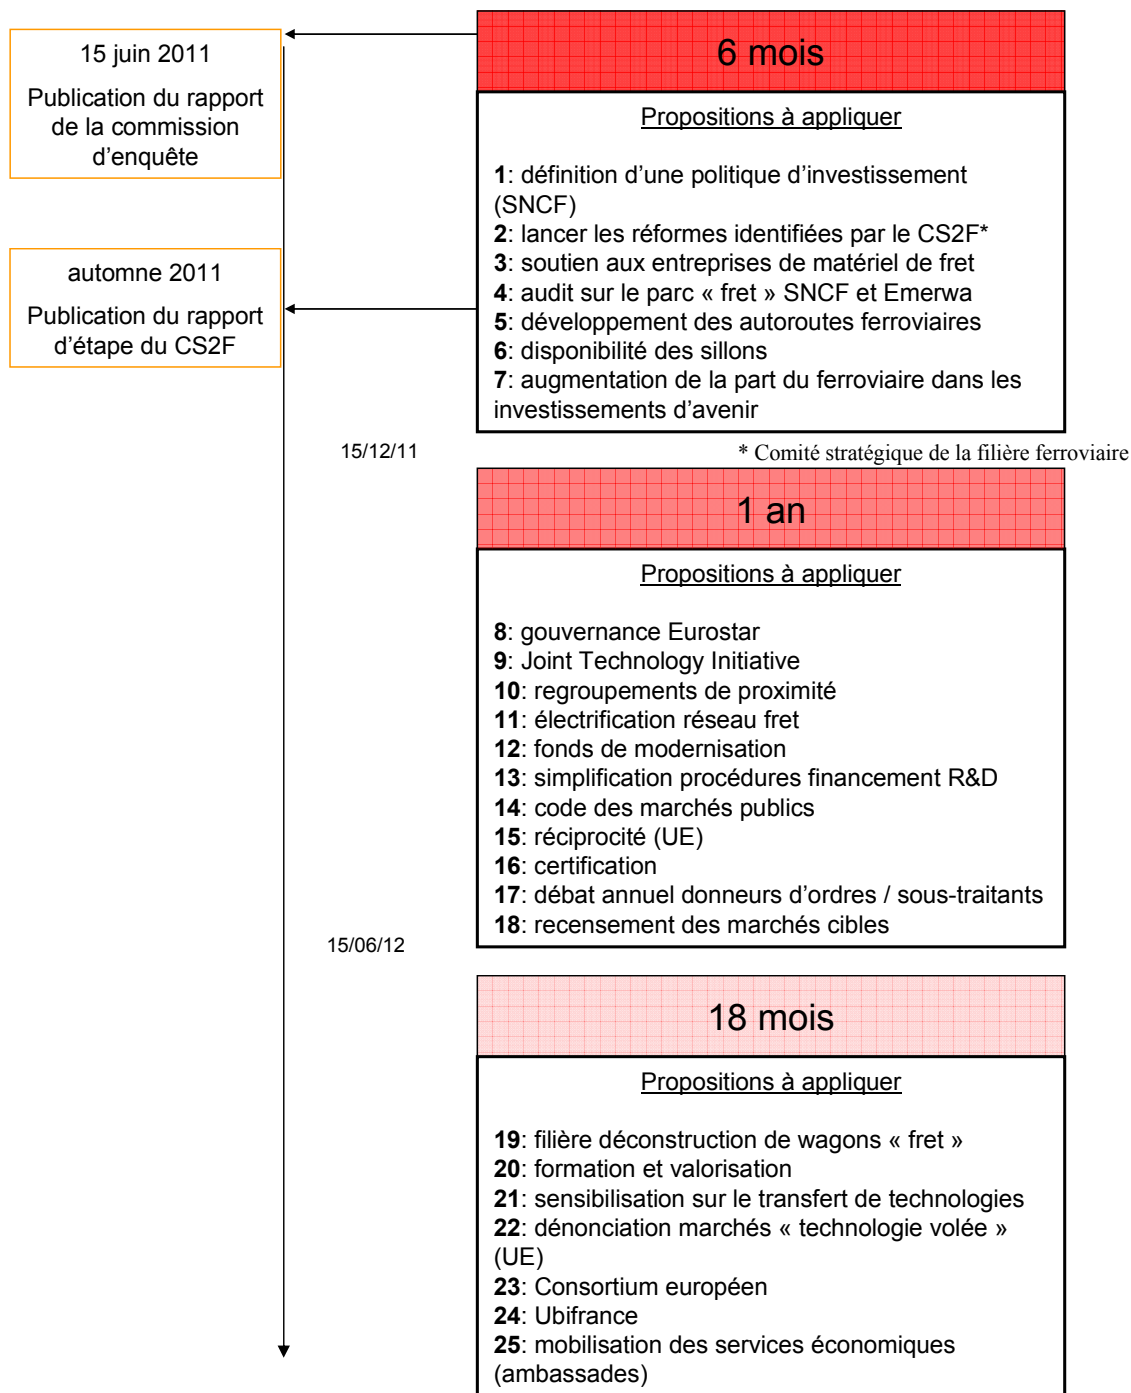 15 juin 2011
Publication du rapport
de la commission
d'enquête
automne 2011
Publication du rapport
d'étape du CS2F
6 mois
Propositions à appliquer
1: définition d'une politique d'investissement
(SNCF)
2: lancer les réformes identifiées par le CS2F*
3: soutien aux entreprises de matériel de fret
4: audit sur le parc « fret » SNCF et Emerwa
5: développement des autoroutes ferroviaires
6: disponibilité des sillons
7: augmentation de la part du ferroviaire dans les
investissements d'avenir
15/12/11
* Comité stratégique de la filière ferroviaire
1 an
Propositions à appliquer
8: gouvernance Eurostar
9: Joint Technology Initiative
10: regroupements de proximité
11: électrification réseau fret
12: fonds de modernisation
13: simplification procédures financement R&D
14: code des marchés publics
15: réciprocité (UE)
16: certification
17: débat annuel donneurs d'ordres / sous-traitants
18: recensement des marchés cibles
15/06/12
18 mois
Propositions à appliquer
19: filière déconstruction de wagons « fret »
20: formation et valorisation
21: sensibilisation sur le transfert de technologies
22: dénonciation marchés « technologie volée »
(UE)
23: Consortium européen
24: Ubifrance
25: mobilisation des services économiques
(ambassades)